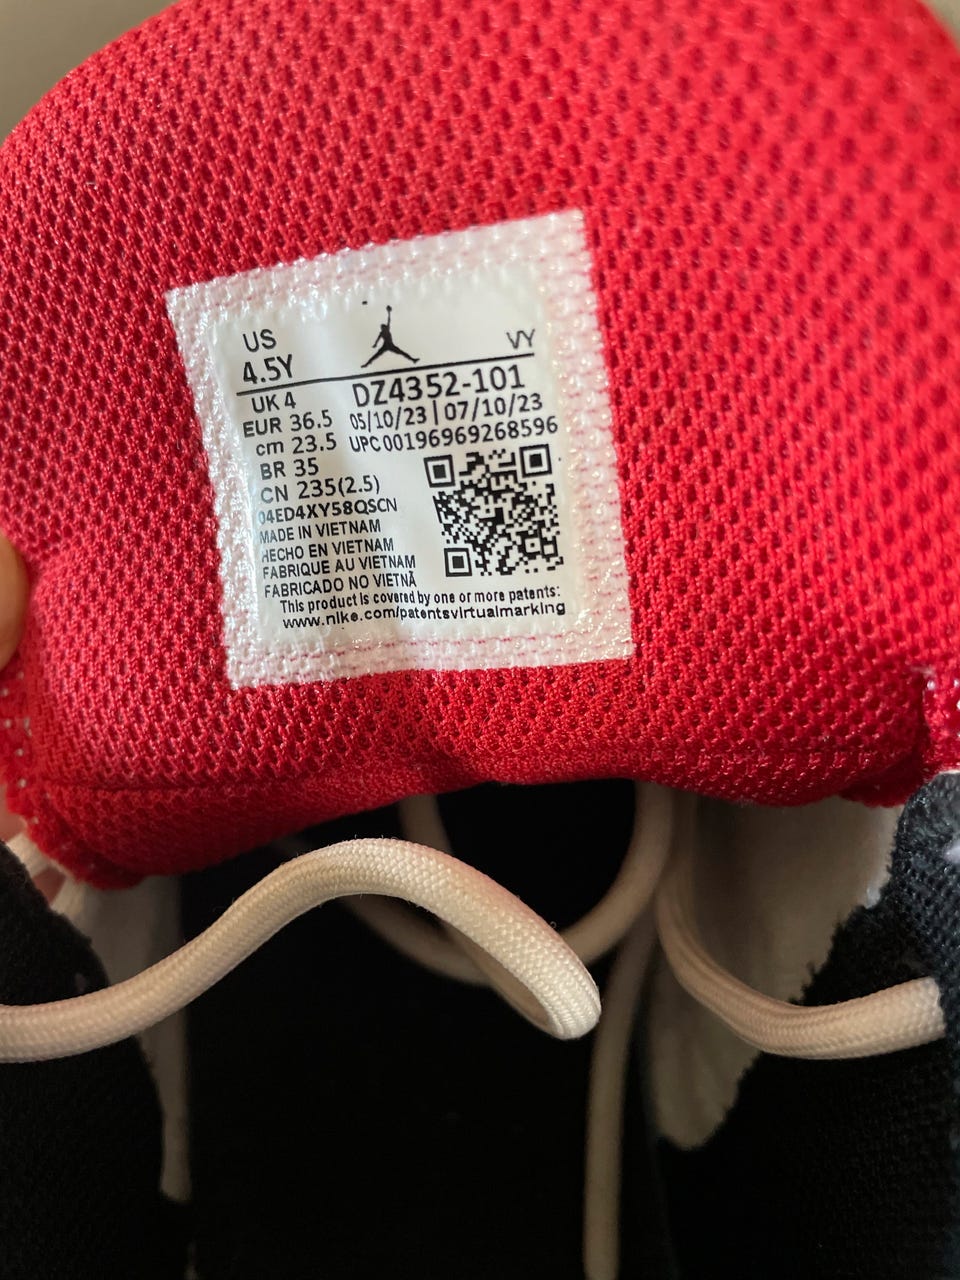 US
4.5Y
VY
UK 4
EUR 36.5
cm 23.5
BR 35
CN 235(2.5)
DZ4352-101
05/10/23 | 07/10/23
UPC 00196969268596
04ED4XY58QSCN
MADE IN VIETNAM
HECHO EN VIETNAM
FABRIQUE AU VIETNAM
FABRICADO NO VIETNÃ
This product is covered by one or more patents:
www.nike.com/patentsvirtualmarking